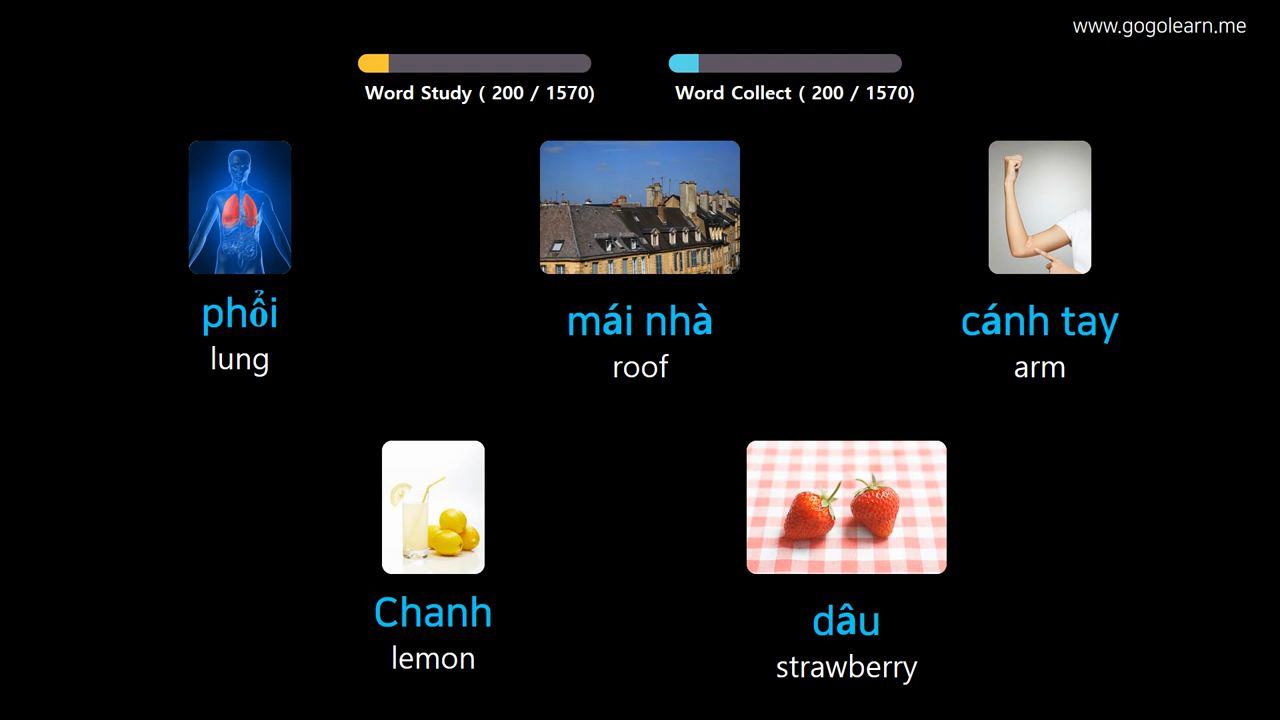 www.gogolearn.me
Word Study ( 200 / 1570)
Word Collect ( 200 / 1570)
phổi
lung
mái nhà
roof
cánh tay
arm
Chanh
lemon
dâu
strawberry